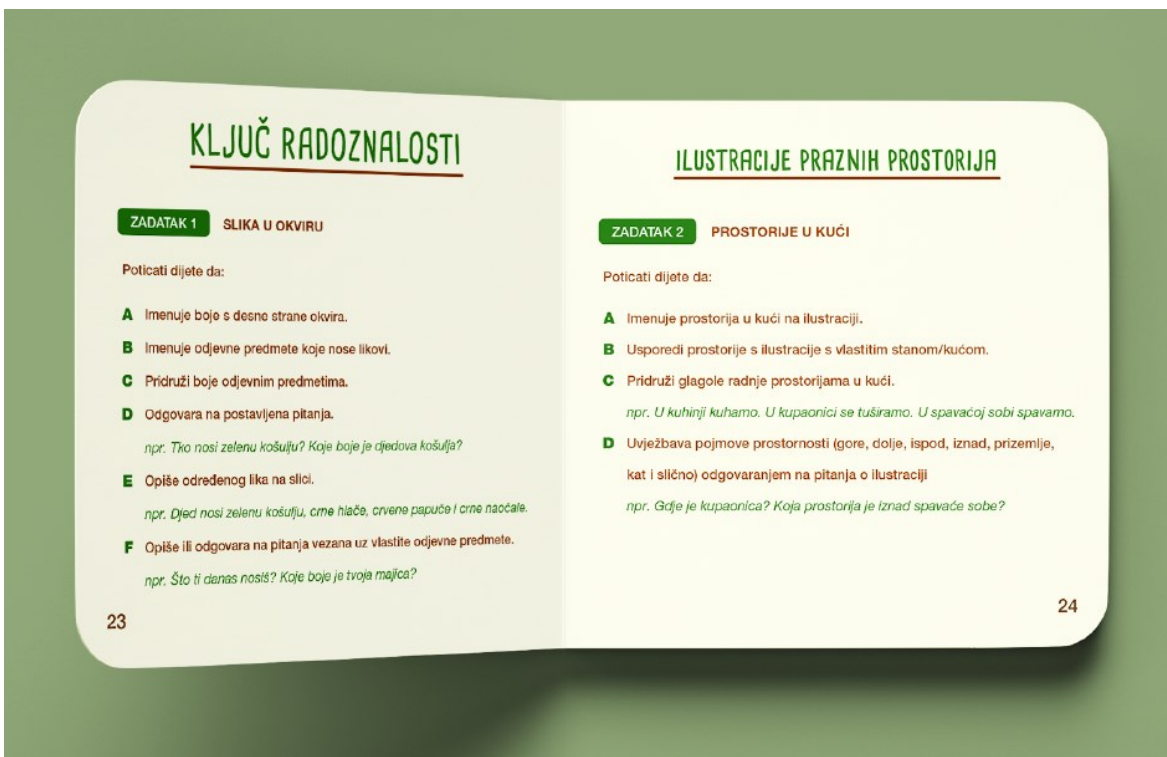 KLJUČ RADOZNALOSTI
ZADATAK 1 SLIKA U OKVIRU
Poticati dijete da:
A Imenuje boje s desne strane okvira.
B Imenuje odjevne predmete koje nose likovi.
C Pridruži boje odjevnim predmetima.
D Odgovara na postavljena pitanja.
npr. Tko nosi zelenu košulju? Koje boje je djedova košulja?
E Opiše određenog lika na slici.
npr. Djed nosi zelenu košulju, crne hlače, crvene papuče i crne naočale.
F Opiše ili odgovara na pitanja vezana uz vlastite odjevne predmete.
npr. Što ti danas nosiš? Koje boje je tvoja majica?
23
ILUSTRACIJE PRAZNIH PROSTORIJA
ZADATAK 2 PROSTORIJE U KUĆI
Poticati dijete da:
A Imenuje prostorija u kući na ilustraciji.
B Usporedi prostorije s ilustracije s vlastitim stanom/kućom.
C Pridruži glagole radnje prostorijama u kući.
npr. U kuhinji kuhamo. U kupaonici se tuširamo. U spavaćoj sobi spavamo.
D Uvježbava pojmove prostornosti (gore, dolje, ispod, iznad, prizemlje,
kat i slično) odgovaranjem na pitanja o ilustraciji
npr. Gdje je kupaonica? Koja prostorija je iznad spavaće sobe?
24